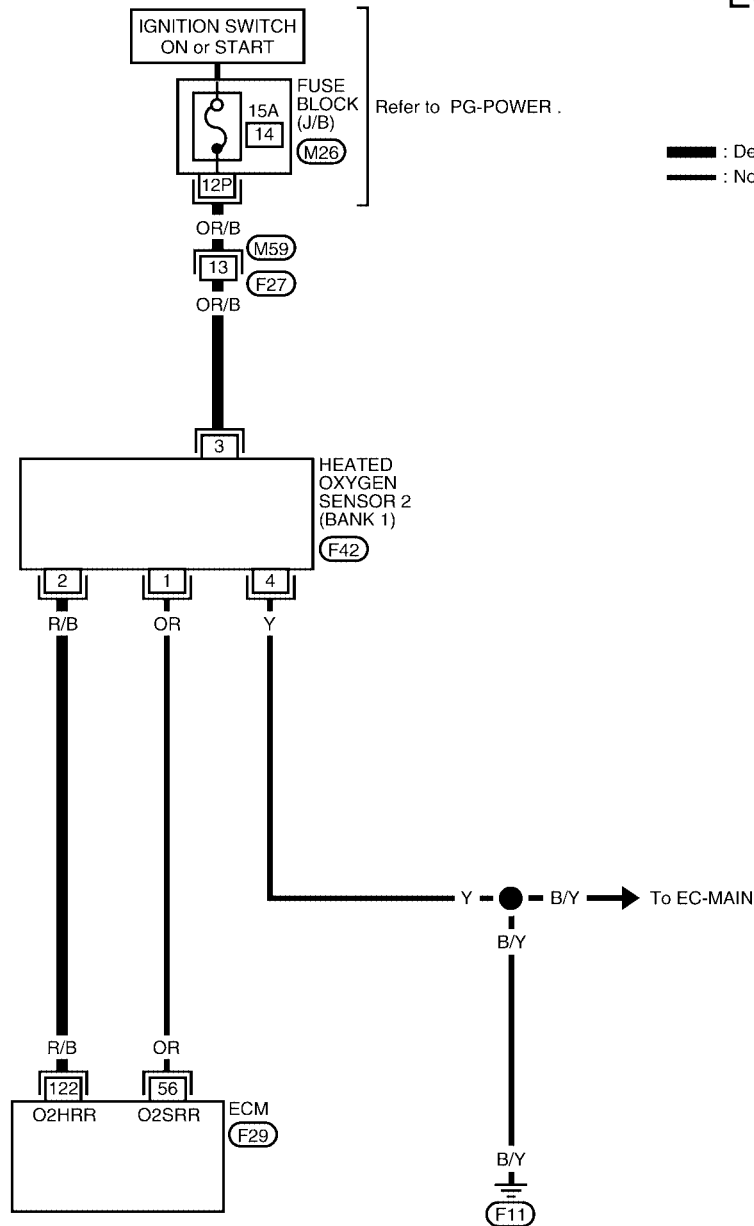 IGNITION SWITCH
ON or START
FUSE
BLOCK
(J/B)
15A
14
M26
Refer to PG-POWER .
12P
OR/B
M59
13
F27
OR/B
3
HEATED
OXYGEN
SENSOR 2
(BANK 1)
F42
2
1
4
R/B
OR
Y
Y
B/Y
To EC-MAIN
B/Y
R/B
OR
122
56
O2HRR
O2SRR
ECM
F29
B/Y
F11